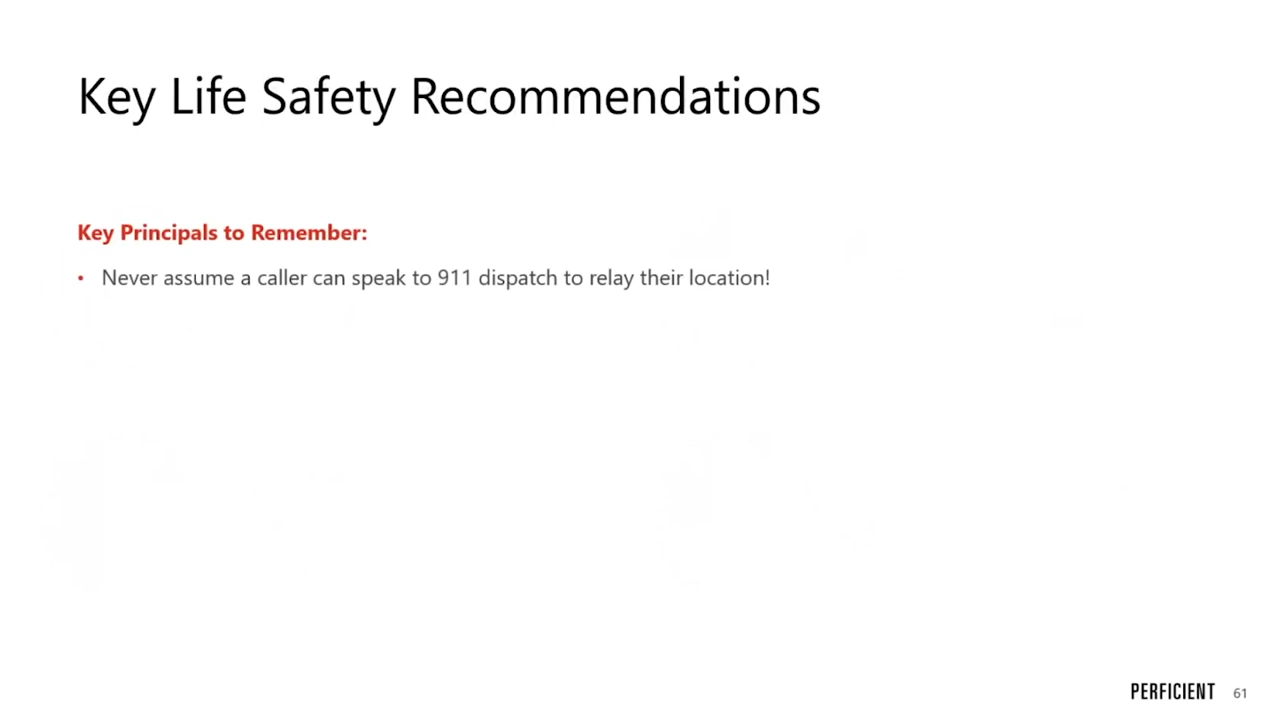 Key Life Safety Recommendations
Key Principals to Remember:
• Never assume a caller can speak to 911 dispatch to relay their location!
PERFICIENT 61